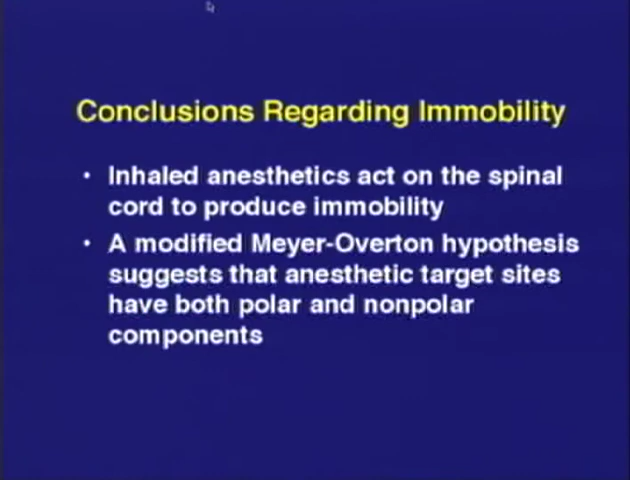 Conclusions Regarding Immobility
• Inhaled anesthetics act on the spinal
cord to produce immobility
• A modified Meyer-Overton hypothesis
suggests that anesthetic target sites
have both polar and nonpolar
components